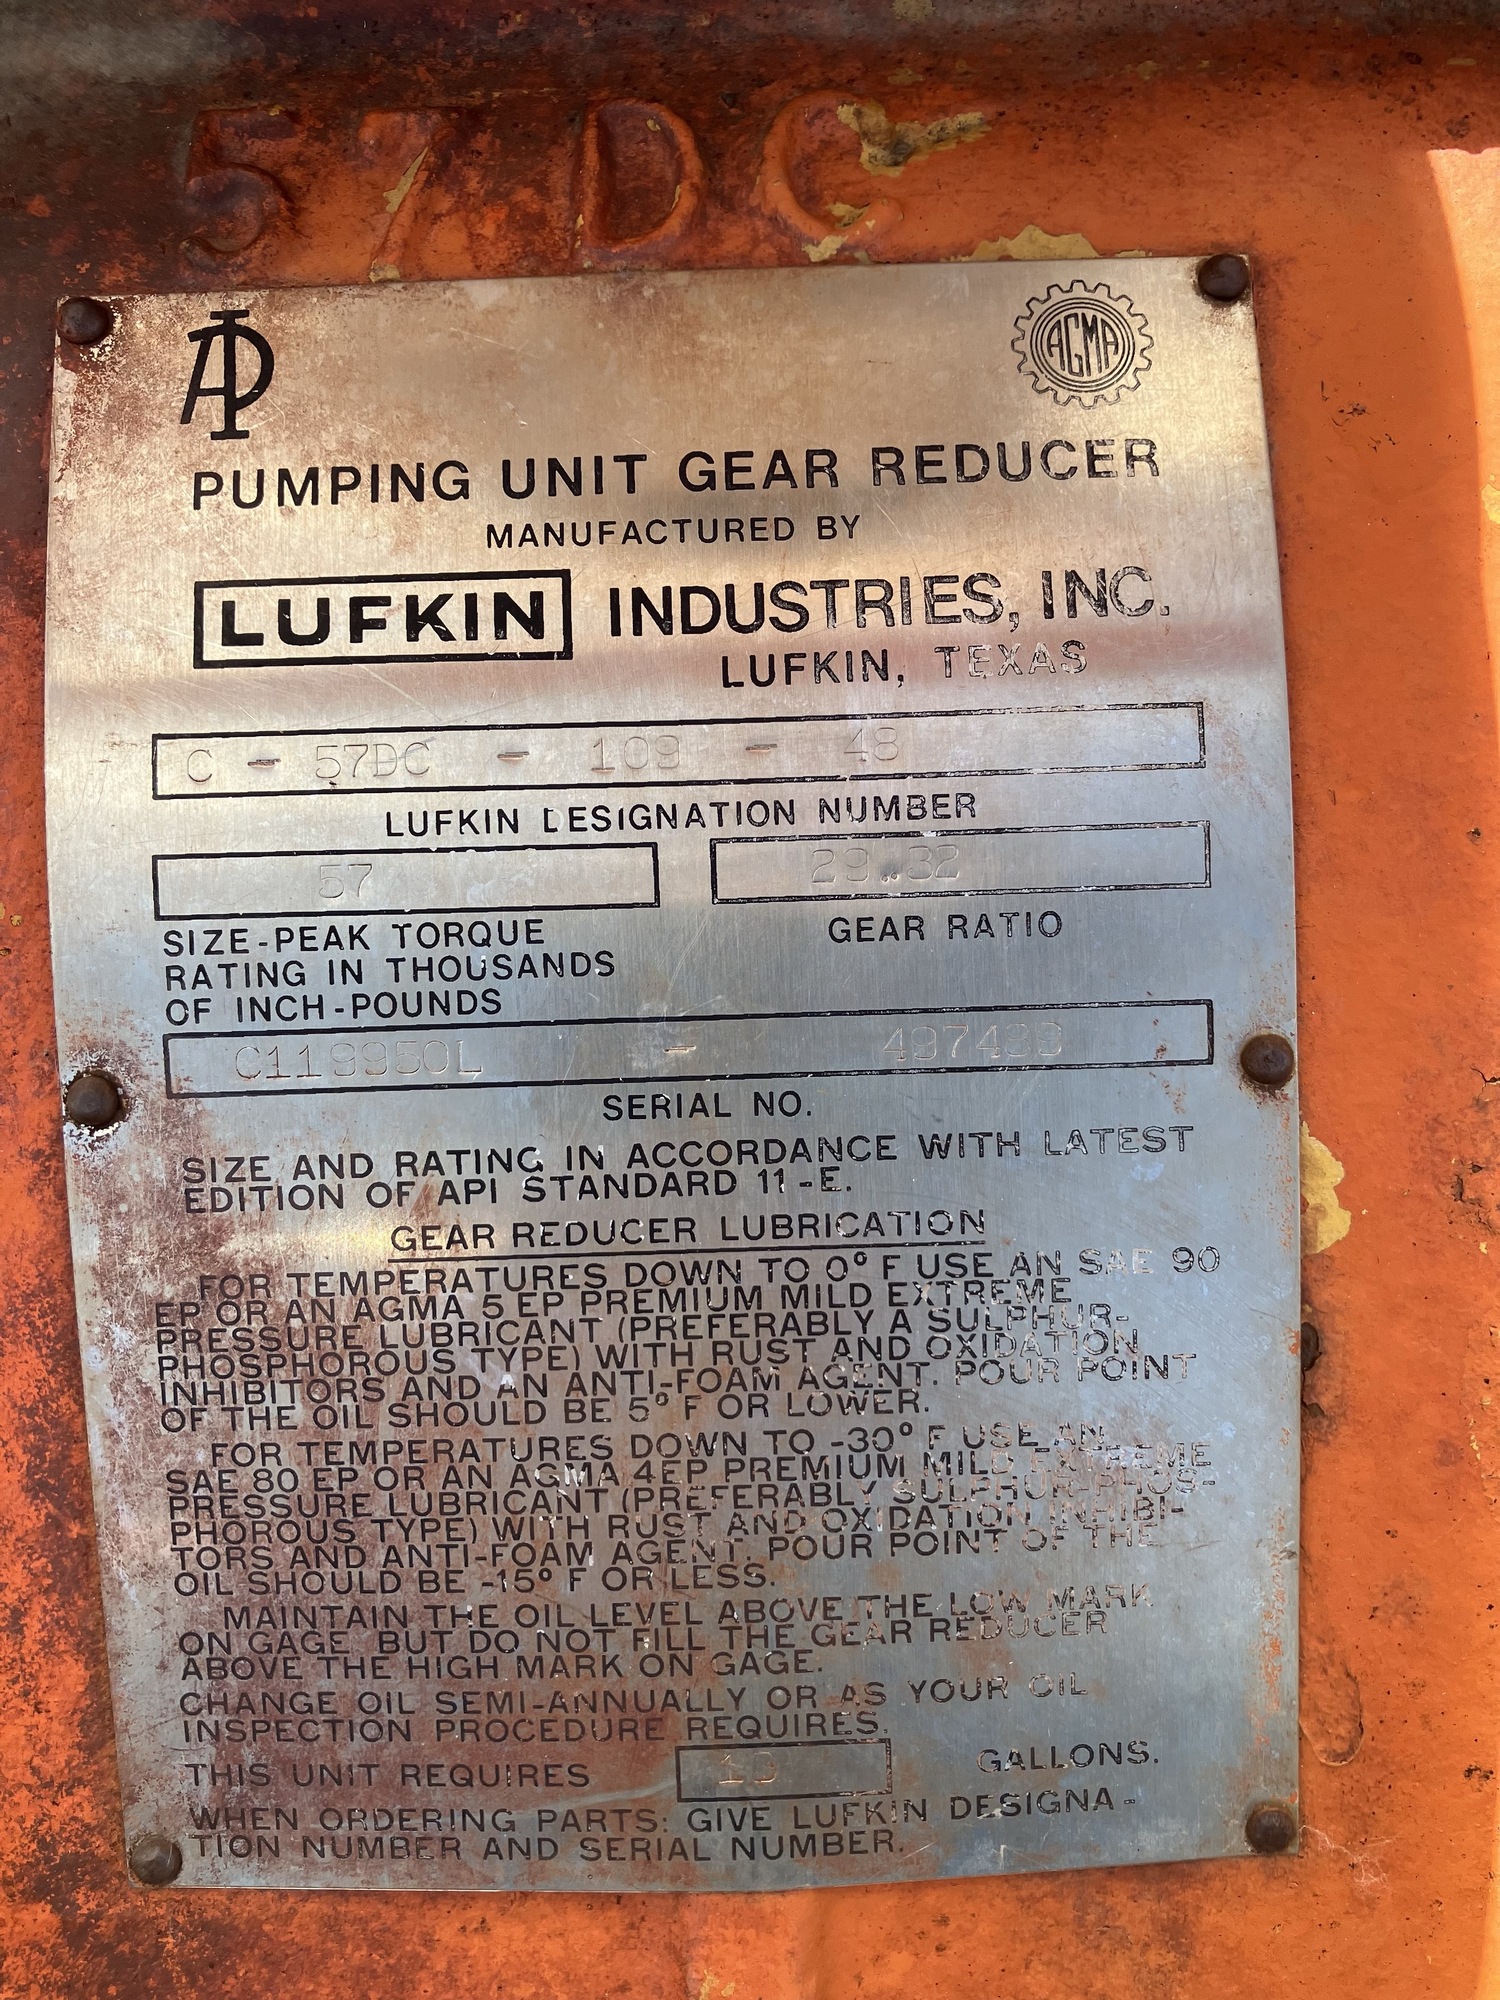 57DC
API
AGMA
PUMPING UNIT GEAR REDUCER
MANUFACTURED BY
LUFKIN INDUSTRIES, INC.
LUFKIN, TEXAS
C - 57DC - 109 - 48
LUFKIN DESIGNATION NUMBER
57 29.32
SIZE-PEAK TORQUE GEAR RATIO
RATING IN THOUSANDS
OF INCH-POUNDS
C119950L - 497489
SERIAL NO.
SIZE AND RATING IN ACCORDANCE WITH LATEST
EDITION OF API STANDARD 11-E.
GEAR REDUCER LUBRICATION
FOR TEMPERATURES DOWN TO 0° F USE AN SAE 90
EP OR AN AGMA 5 EP PREMIUM MILD EXTREME
PRESSURE LUBRICANT (PREFERABLY A SULPHUR-
PHOSPHOROUS TYPE) WITH RUST AND OXIDATION
INHIBITORS AND AN ANTI-FOAM AGENT. POUR POINT
OF THE OIL SHOULD BE 5° F OR LOWER.
FOR TEMPERATURES DOWN TO -30° F USE AN
SAE 80 EP OR AN AGMA 4EP PREMIUM MILD EXTREME
PRESSURE LUBRICANT (PREFERABLY SULPHUR-PHOS-
PHOROUS TYPE) WITH RUST AND OXIDATION INHIBI-
TORS AND ANTI-FOAM AGENT. POUR POINT OF THE
OIL SHOULD BE -15° F OR LESS.
MAINTAIN THE OIL LEVEL ABOVE THE LOW MARK
ON GAGE BUT DO NOT FILL THE GEAR REDUCER
ABOVE THE HIGH MARK ON GAGE.
CHANGE OIL SEMI-ANNUALLY OR AS YOUR OIL
INSPECTION PROCEDURE REQUIRES.
THIS UNIT REQUIRES GALLONS.
WHEN ORDERING PARTS: GIVE LUFKIN DESIGNA-
TION NUMBER AND SERIAL NUMBER.